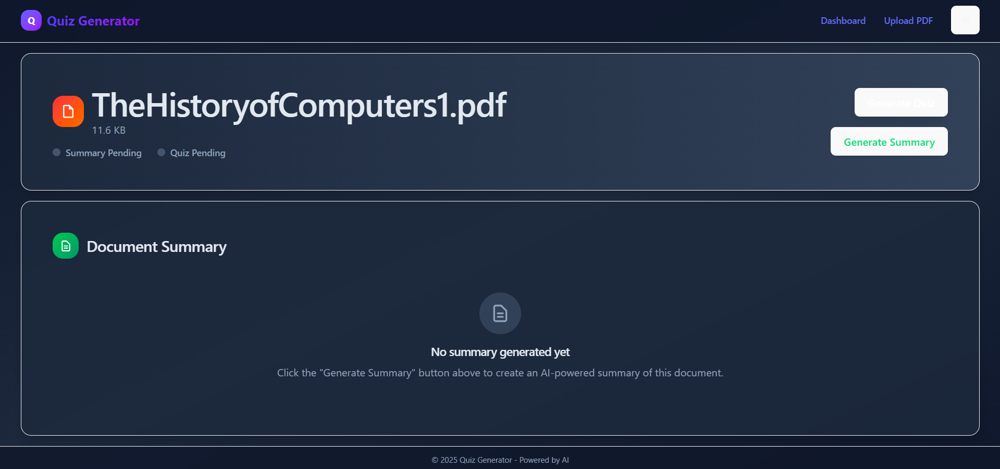 Q Quiz Generator
Dashboard Upload PDF
TheHistoryofComputers1.pdf
11.6 KB
Summary Pending Quiz Pending
Generate Quiz
Generate Summary
Document Summary
No summary generated yet
Click the "Generate Summary" button above to create an AI-powered summary of this document.
© 2025 Quiz Generator - Powered by AI